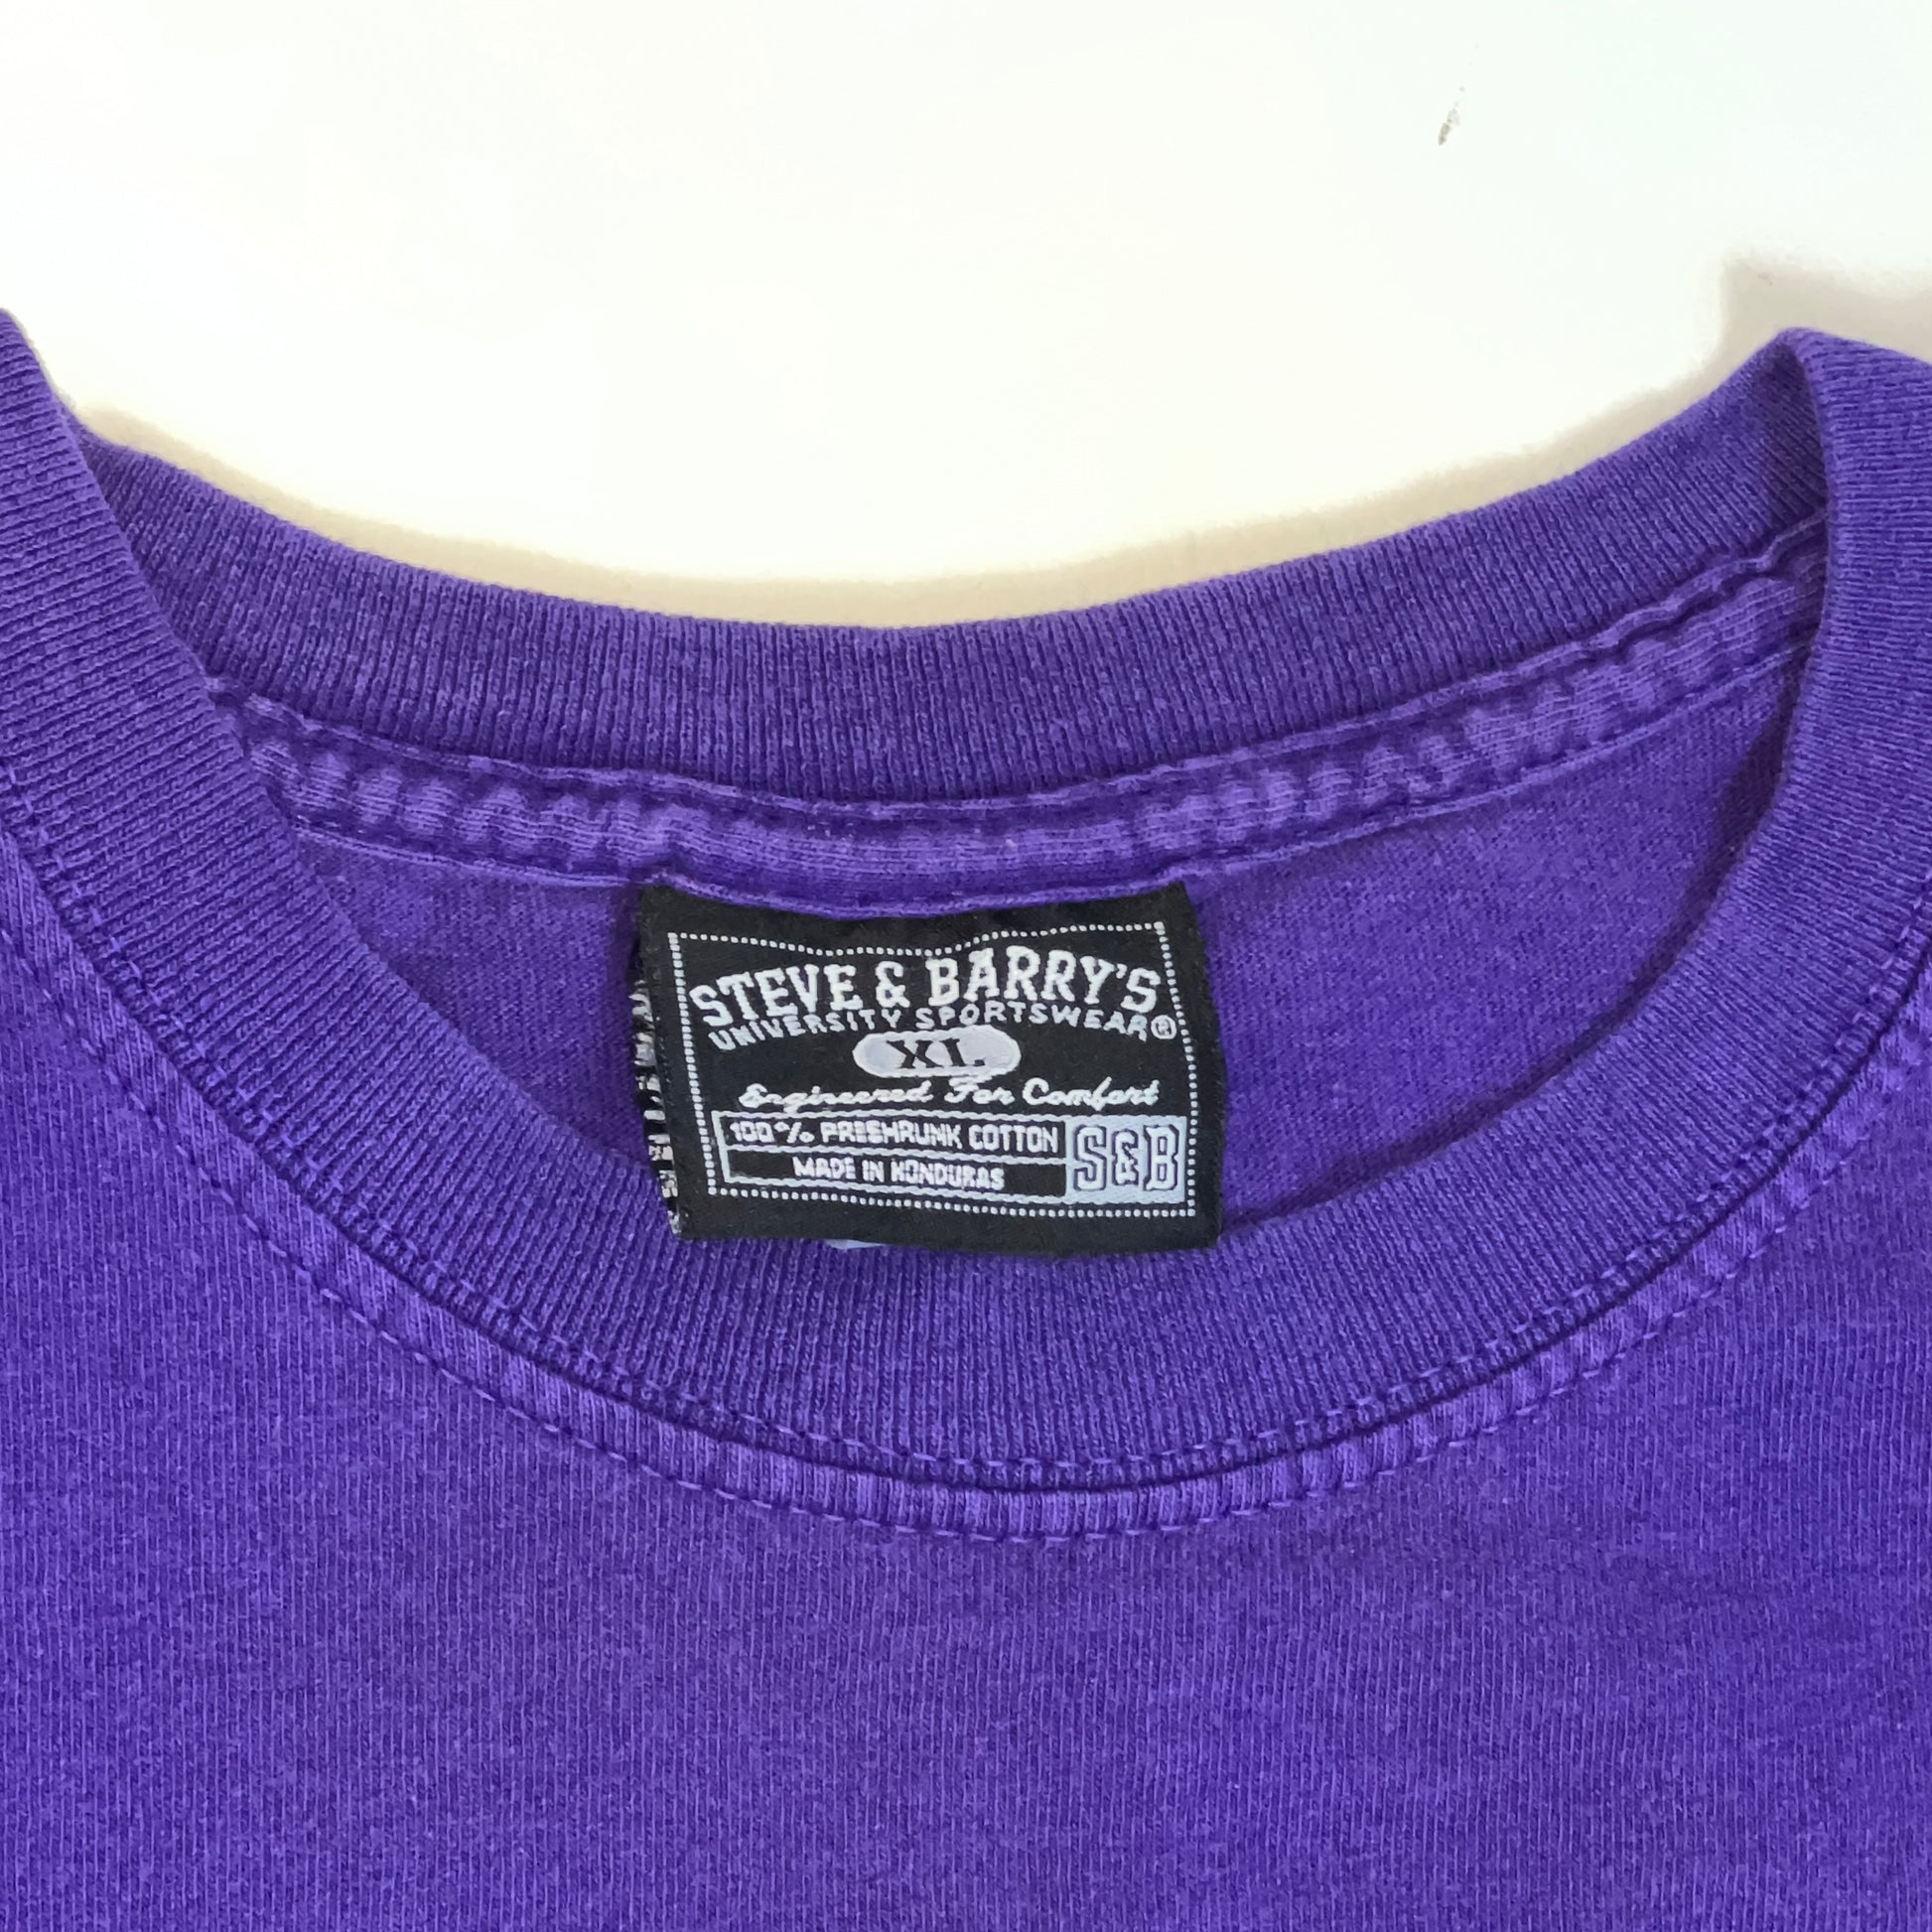 STEVE & BARRY'S
UNIVERSITY SPORTSWEAR®
XL
Engineered For Comfort
100% PRESHRUNK COTTON
MADE IN HONDURAS
S&B